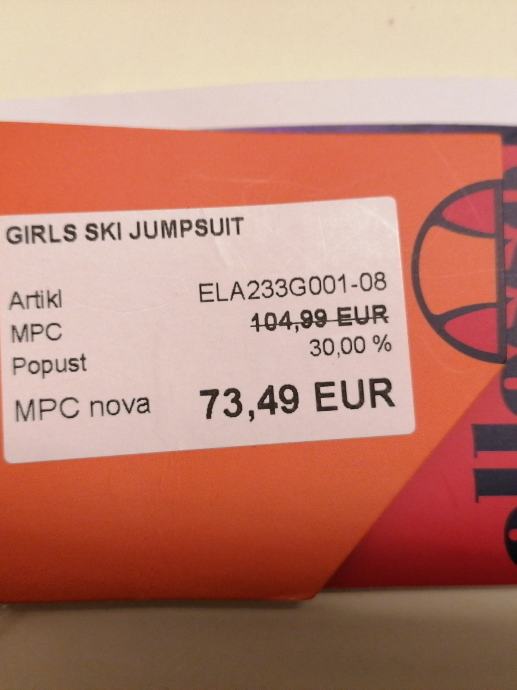 GIRLS SKI JUMPSUIT
Artikl ELA233G001-08
MPC 104,99 EUR
Popust 30,00 %
MPC nova 73,49 EUR